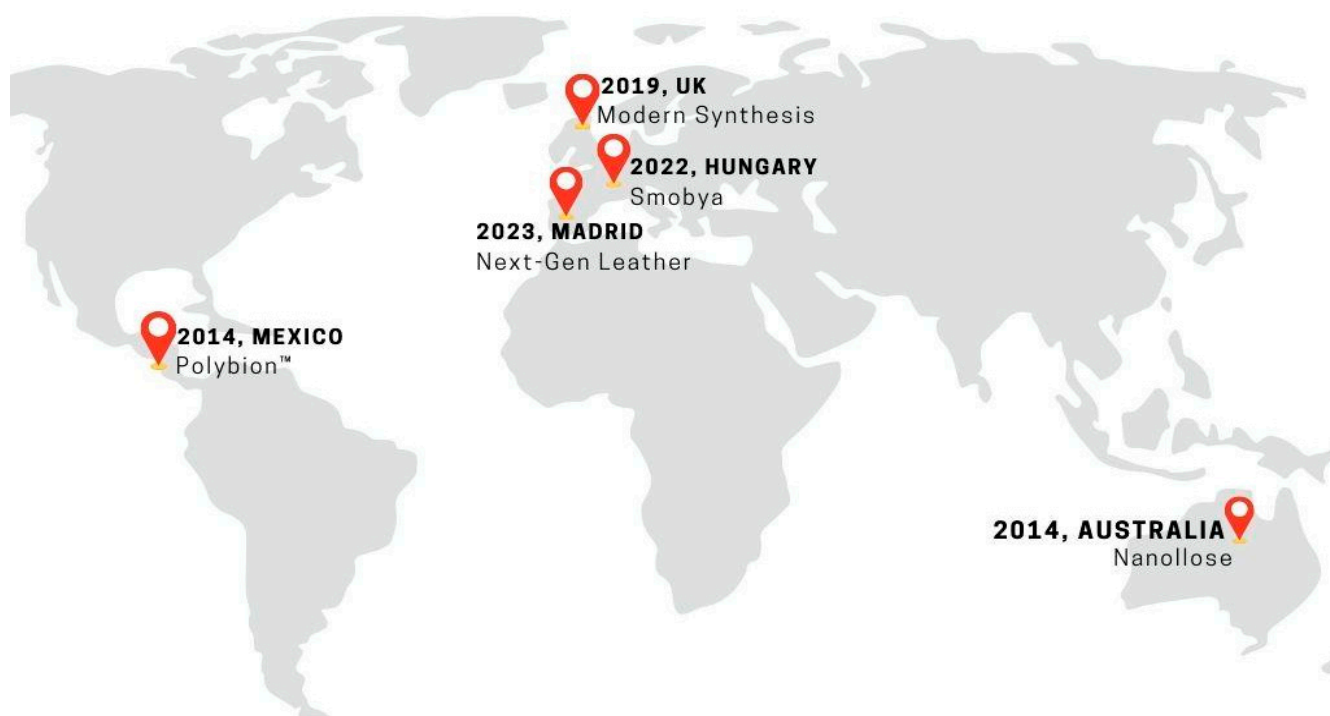 2019, UK
Modern Synthesis
2022, HUNGARY
Smobya
2023, MADRID
Next-Gen Leather
2014, MEXICO
Polybion™
2014, AUSTRALIA
Nanollose